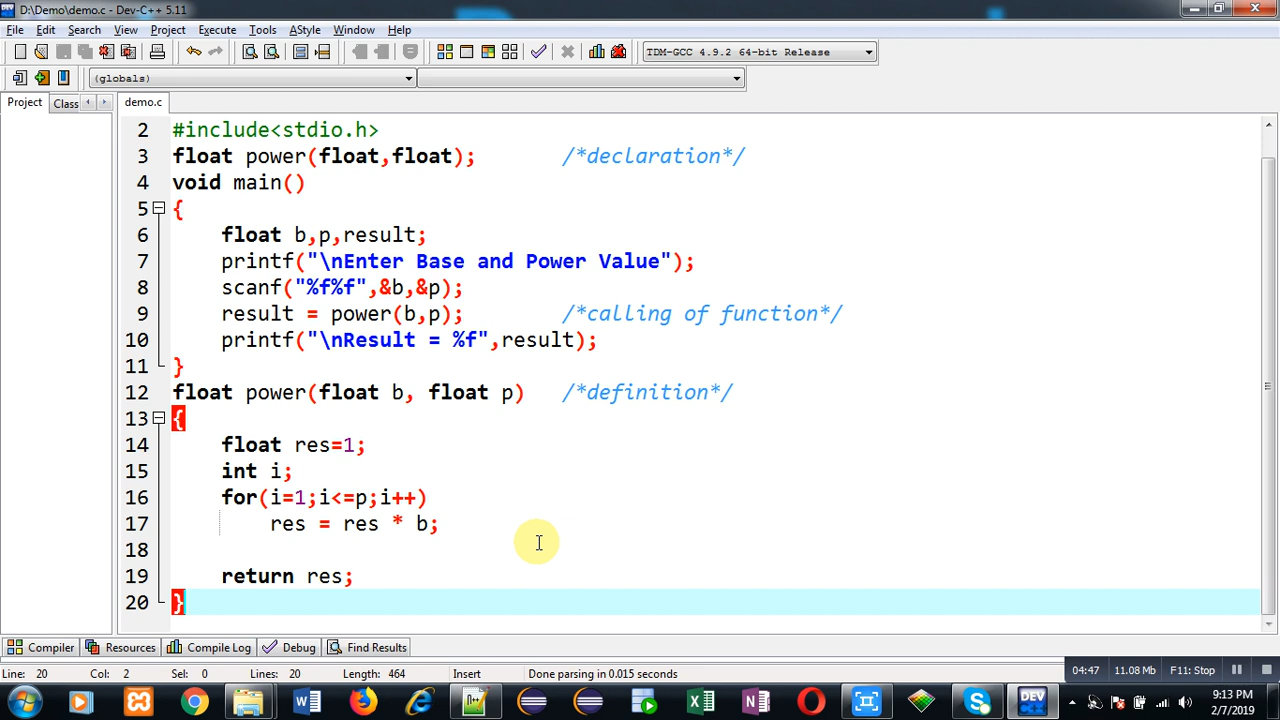 D:\Demo\demo.c - Dev-C++ 5.11
File Edit Search View Project Execute Tools AStyle Window Help
TDM-GCC 4.9.2 64-bit Release
(globals)
Project Class demo.c
2 #include<stdio.h>
3 float power(float,float); /*declaration*/
4 void main()
5 {
6 float b,p,result;
7 printf("\nEnter Base and Power Value");
8 scanf("%f%f",&b,&p);
9 result = power(b,p); /*calling of function*/
10 printf("\nResult = %f",result);
11 }
12 float power(float b, float p) /*definition*/
13 {
14 float res=1;
15 int i;
16 for(i=1;i<=p;i++)
17 res = res * b;
18
19 return res;
20 }
Compiler Resources Compile Log Debug Find Results
Line: 20 Col: 2 Sel: 0 Lines: 20 Length: 464 Insert Done parsing in 0.015 seconds
04:47 11.08 Mb F11: Stop
DEV
9:13 PM
2/7/2019